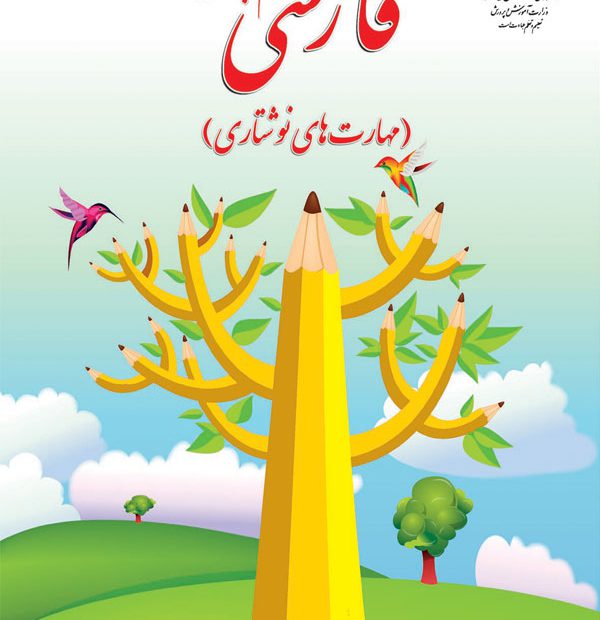 وزارت آموزش و پرورش
فارسی
(مهارت‌های نوشتاری)